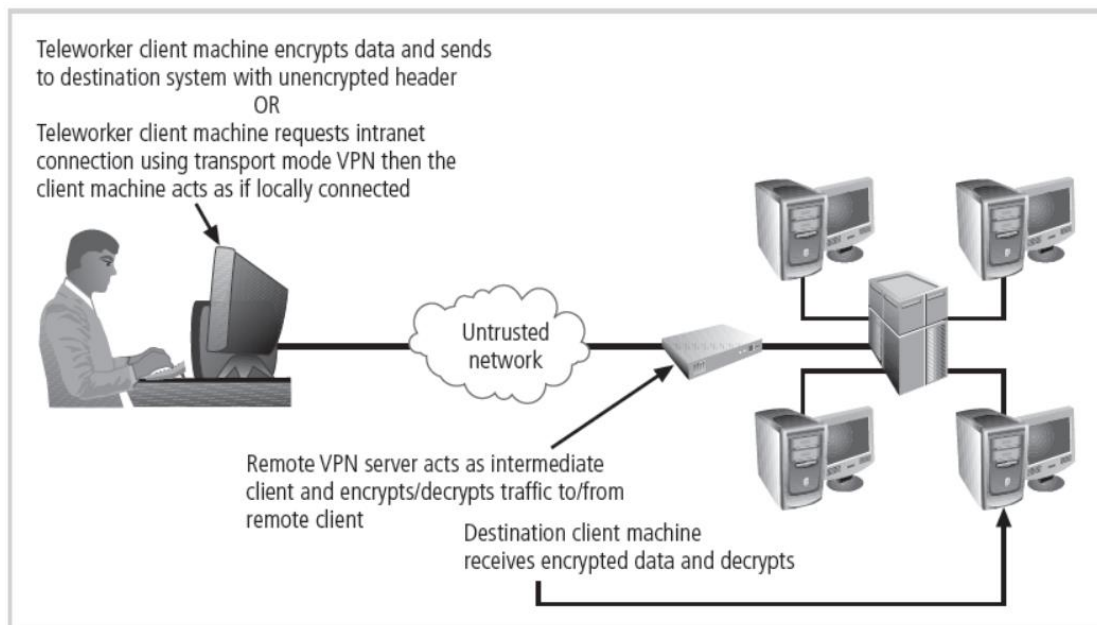 Teleworker client machine encrypts data and sends
to destination system with unencrypted header
OR
Teleworker client machine requests intranet
connection using transport mode VPN then the
client machine acts as if locally connected
Untrusted
network
Remote VPN server acts as intermediate
client and encrypts/decrypts traffic to/from
remote client
Destination client machine
receives encrypted data and decrypts